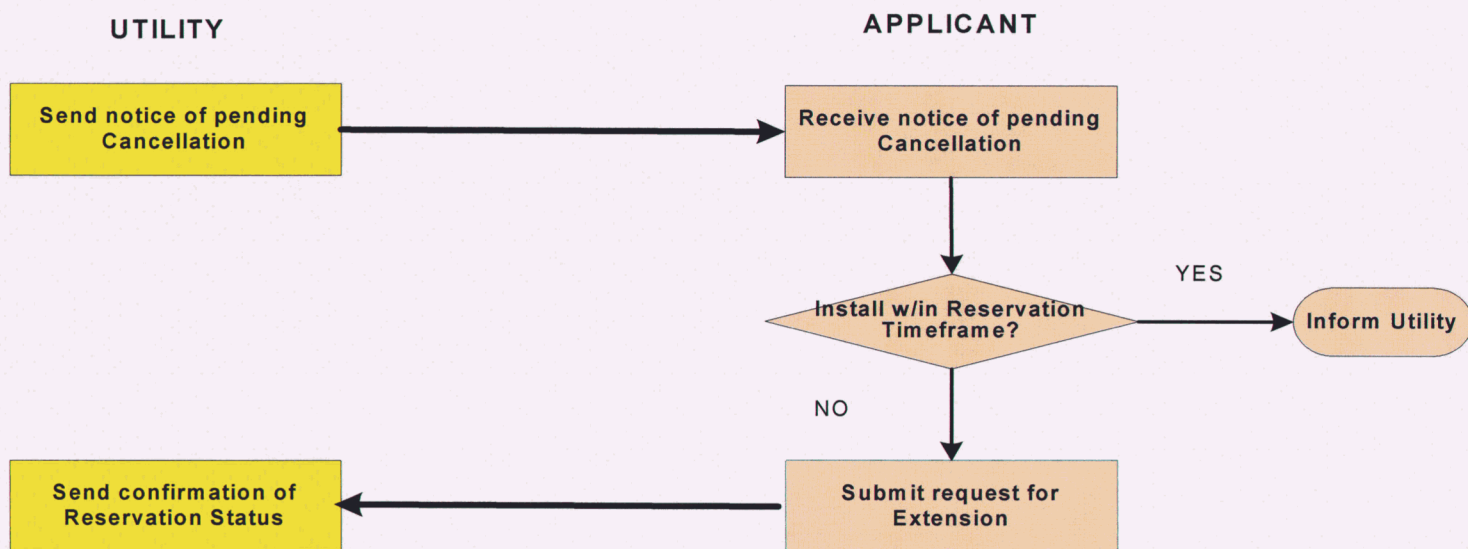 UTILITY
APPLICANT
Send notice of pending
Cancellation
Receive notice of pending
Cancellation
Install w/in Reservation
Timeframe?
YES
Inform Utility
NO
Send confirmation of
Reservation Status
Submit request for
Extension